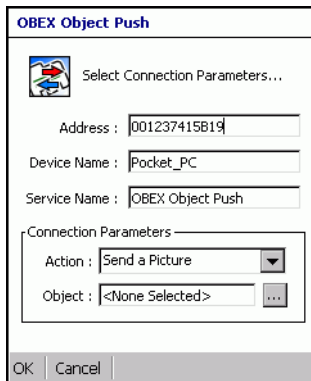 OBEX Object Push
Select Connection Parameters...
Address : 001237415B19
Device Name : Pocket_PC
Service Name : OBEX Object Push
Connection Parameters
Action : Send a Picture
Object : <None Selected> ...
OK Cancel